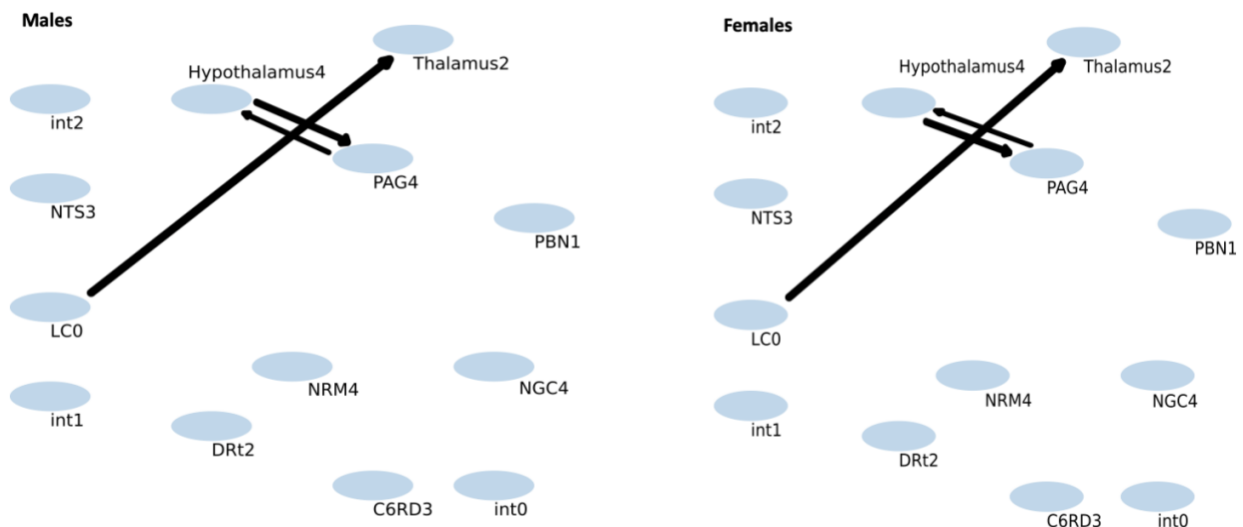 Males
Thalamus2
Hypothalamus4
int2
PAG4
NTS3
PBN1
LC0
NRM4
NGC4
int1
DRt2
C6RD3
int0
Females
Hypothalamus4
Thalamus2
int2
PAG4
NTS3
PBN1
LC0
NRM4
NGC4
int1
DRt2
C6RD3
int0